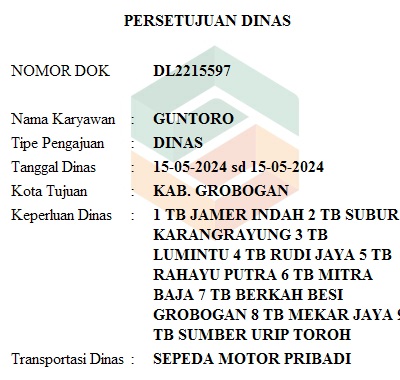 PERSETUJUAN DINAS
NOMOR DOK DL2215597
Nama Karyawan : GUNTORO
Tipe Pengajuan : DINAS
Tanggal Dinas : 15-05-2024 sd 15-05-2024
Kota Tujuan : KAB. GROBOGAN
Keperluan Dinas : 1 TB JAMER INDAH 2 TB SUBUR
KARANGRAYUNG 3 TB
LUMINTU 4 TB RUDI JAYA 5 TB
RAHAYU PUTRA 6 TB MITRA
BAJA 7 TB BERKAH BESI
GROBOGAN 8 TB MEKAR JAYA 9
TB SUMBER URIP TOROH
Transportasi Dinas : SEPEDA MOTOR PRIBADI